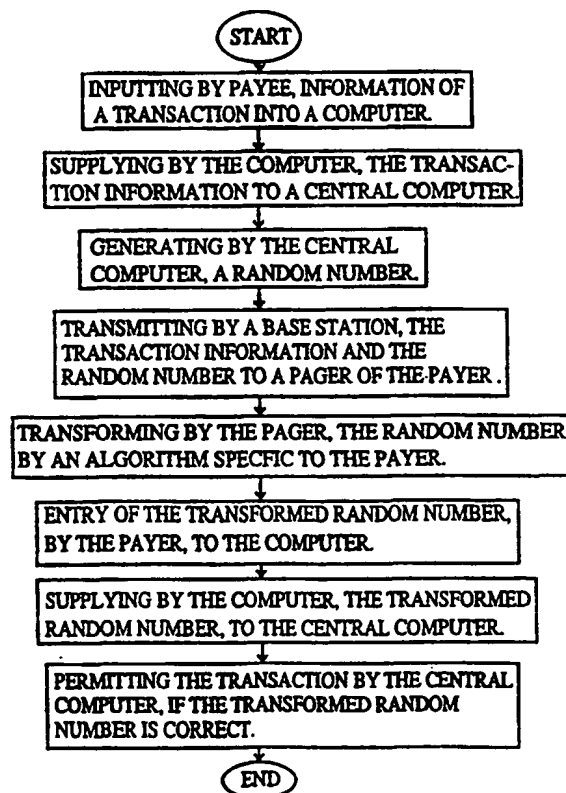 START
INPUTTING BY PAYEE, INFORMATION OF
A TRANSACTION INTO A COMPUTER.
SUPPLYING BY THE COMPUTER, THE TRANSAC-
TION INFORMATION TO A CENTRAL COMPUTER.
GENERATING BY THE CENTRAL
COMPUTER, A RANDOM NUMBER.
TRANSMITTING BY A BASE STATION, THE
TRANSACTION INFORMATION AND THE
RANDOM NUMBER TO A PAGER OF THE-PAYER .
TRANSFORMING BY THE PAGER, THE RANDOM NUMBER
BY AN ALGORITHM SPECFIC TO THE PAYER.
ENTRY OF THE TRANSFORMED RANDOM NUMBER,
BY THE PAYER, TO THE COMPUTER.
SUPPLYING BY THE COMPUTER, THE TRANSFORMED
RANDOM NUMBER, TO THE CENTRAL COMPUTER.
PERMITTING THE TRANSACTION BY THE CENTRAL
COMPUTER, IF THE TRANSFORMED RANDOM
NUMBER IS CORRECT.
END